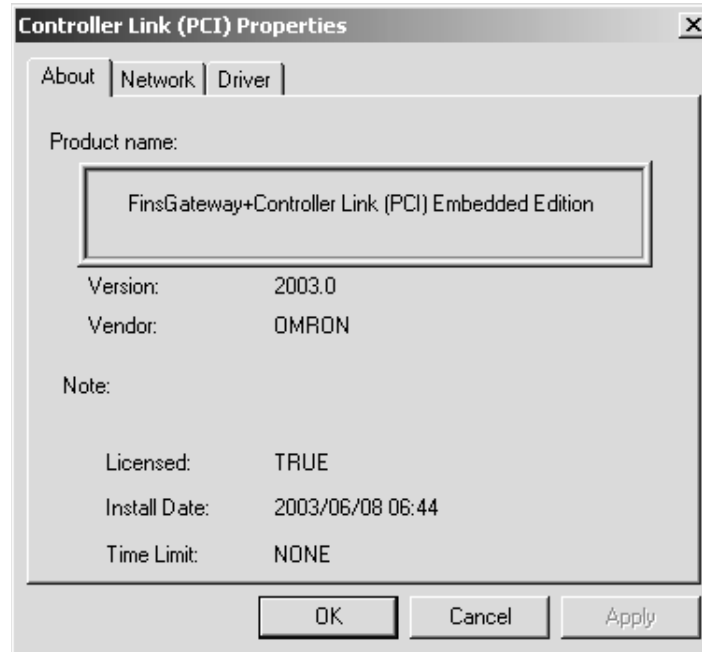 Controller Link (PCI) Properties
About Network Driver
Product name:
FinsGateway+Controller Link (PCI) Embedded Edition
Version: 2003.0
Vendor: OMRON
Note:
Licensed: TRUE
Install Date: 2003/06/08 06:44
Time Limit: NONE
OK Cancel Apply